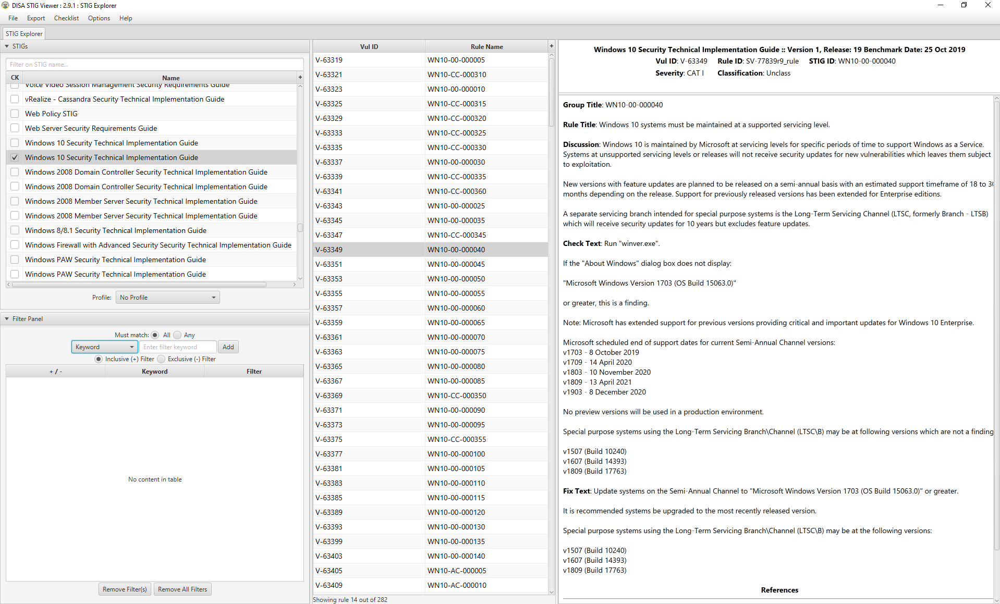 DISA STIG Viewer : 2.9.1 : STIG Explorer
File Export Checklist Options Help
STIG Explorer
STIGs
Filter on STIG name...
CK Name +
Voice Video Session Management Security Requirements Guide
vRealize - Cassandra Security Technical Implementation Guide
Web Policy STIG
Web Server Security Requirements Guide
Windows 10 Security Technical Implementation Guide
Windows 10 Security Technical Implementation Guide
Windows 2008 Domain Controller Security Technical Implementation Guide
Windows 2008 Domain Controller Security Technical Implementation Guide
Windows 2008 Member Server Security Technical Implementation Guide
Windows 2008 Member Server Security Technical Implementation Guide
Windows 8/8.1 Security Technical Implementation Guide
Windows Firewall with Advanced Security Security Technical Implementation Guide
Windows PAW Security Technical Implementation Guide
Windows PAW Security Technical Implementation Guide
Profile: No Profile
Filter Panel
Must match: All Any
Keyword Enter filter keyword Add
Inclusive (+) Filter Exclusive (-) Filter
+ / - Keyword Filter
No content in table
Remove Filter(s) Remove All Filters
Vul ID Rule Name +
V-63319 WN10-00-000005
V-63321 WN10-CC-000310
V-63323 WN10-00-000010
V-63325 WN10-CC-000315
V-63329 WN10-CC-000320
V-63333 WN10-CC-000325
V-63335 WN10-CC-000330
V-63337 WN10-00-000030
V-63339 WN10-CC-000335
V-63341 WN10-CC-000360
V-63343 WN10-00-000025
V-63345 WN10-00-000035
V-63347 WN10-CC-000345
V-63349 WN10-00-000040
V-63351 WN10-00-000045
V-63353 WN10-00-000050
V-63355 WN10-00-000055
V-63357 WN10-00-000060
V-63359 WN10-00-000065
V-63361 WN10-00-000070
V-63363 WN10-00-000075
V-63365 WN10-00-000080
V-63367 WN10-00-000085
V-63369 WN10-CC-000350
V-63371 WN10-00-000090
V-63373 WN10-00-000095
V-63375 WN10-CC-000355
V-63377 WN10-00-000100
V-63381 WN10-00-000105
V-63383 WN10-00-000110
V-63385 WN10-00-000115
V-63389 WN10-00-000120
V-63393 WN10-00-000130
V-63399 WN10-00-000135
V-63403 WN10-00-000140
V-63405 WN10-AC-000005
V-63409 WN10-AC-000010
Showing rule 14 out of 282
Windows 10 Security Technical Implementation Guide :: Version 1, Release: 19 Benchmark Date: 25 Oct 2019
Vul ID: V-63349 Rule ID: SV-77839r9_rule STIG ID: WN10-00-000040
Severity: CAT I Classification: Unclass
Group Title: WN10-00-000040
Rule Title: Windows 10 systems must be maintained at a supported servicing level.
Discussion: Windows 10 is maintained by Microsoft at servicing levels for specific periods of time to support Windows as a Service.
Systems at unsupported servicing levels or releases will not receive security updates for new vulnerabilities which leaves them subject
to exploitation.
New versions with feature updates are planned to be released on a semi-annual basis with an estimated support timeframe of 18 to 30
months depending on the release. Support for previously released versions has been extended for Enterprise editions.
A separate servicing branch intended for special purpose systems is the Long-Term Servicing Channel (LTSC, formerly Branch - LTSB)
which will receive security updates for 10 years but excludes feature updates.
Check Text: Run "winver.exe".
If the "About Windows" dialog box does not display:
"Microsoft Windows Version 1703 (OS Build 15063.0)"
or greater, this is a finding.
Note: Microsoft has extended support for previous versions providing critical and important updates for Windows 10 Enterprise.
Microsoft scheduled end of support dates for current Semi-Annual Channel versions:
v1703 - 8 October 2019
v1709 - 14 April 2020
v1803 - 10 November 2020
v1809 - 13 April 2021
v1903 - 8 December 2020
No preview versions will be used in a production environment.
Special purpose systems using the Long-Term Servicing Branch\Channel (LTSC\B) may be at following versions which are not a finding
v1507 (Build 10240)
v1607 (Build 14393)
v1809 (Build 17763)
Fix Text: Update systems on the Semi-Annual Channel to "Microsoft Windows Version 1703 (OS Build 15063.0)" or greater.
It is recommended systems be upgraded to the most recently released version.
Special purpose systems using the Long-Term Servicing Branch\Channel (LTSC\B) may be at the following versions:
v1507 (Build 10240)
v1607 (Build 14393)
v1809 (Build 17763)
References